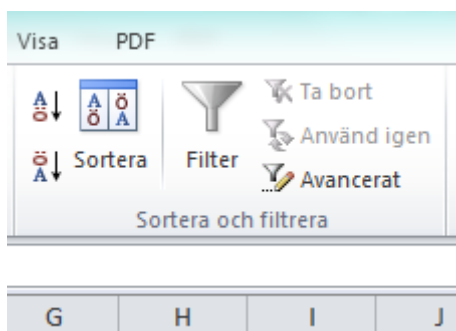 Visa PDF
A Ö
A Ö
Ö A
Ö A
Sortera
Filter
Ta bort
Använd igen
Avancerat
Sortera och filtrera
G H I J